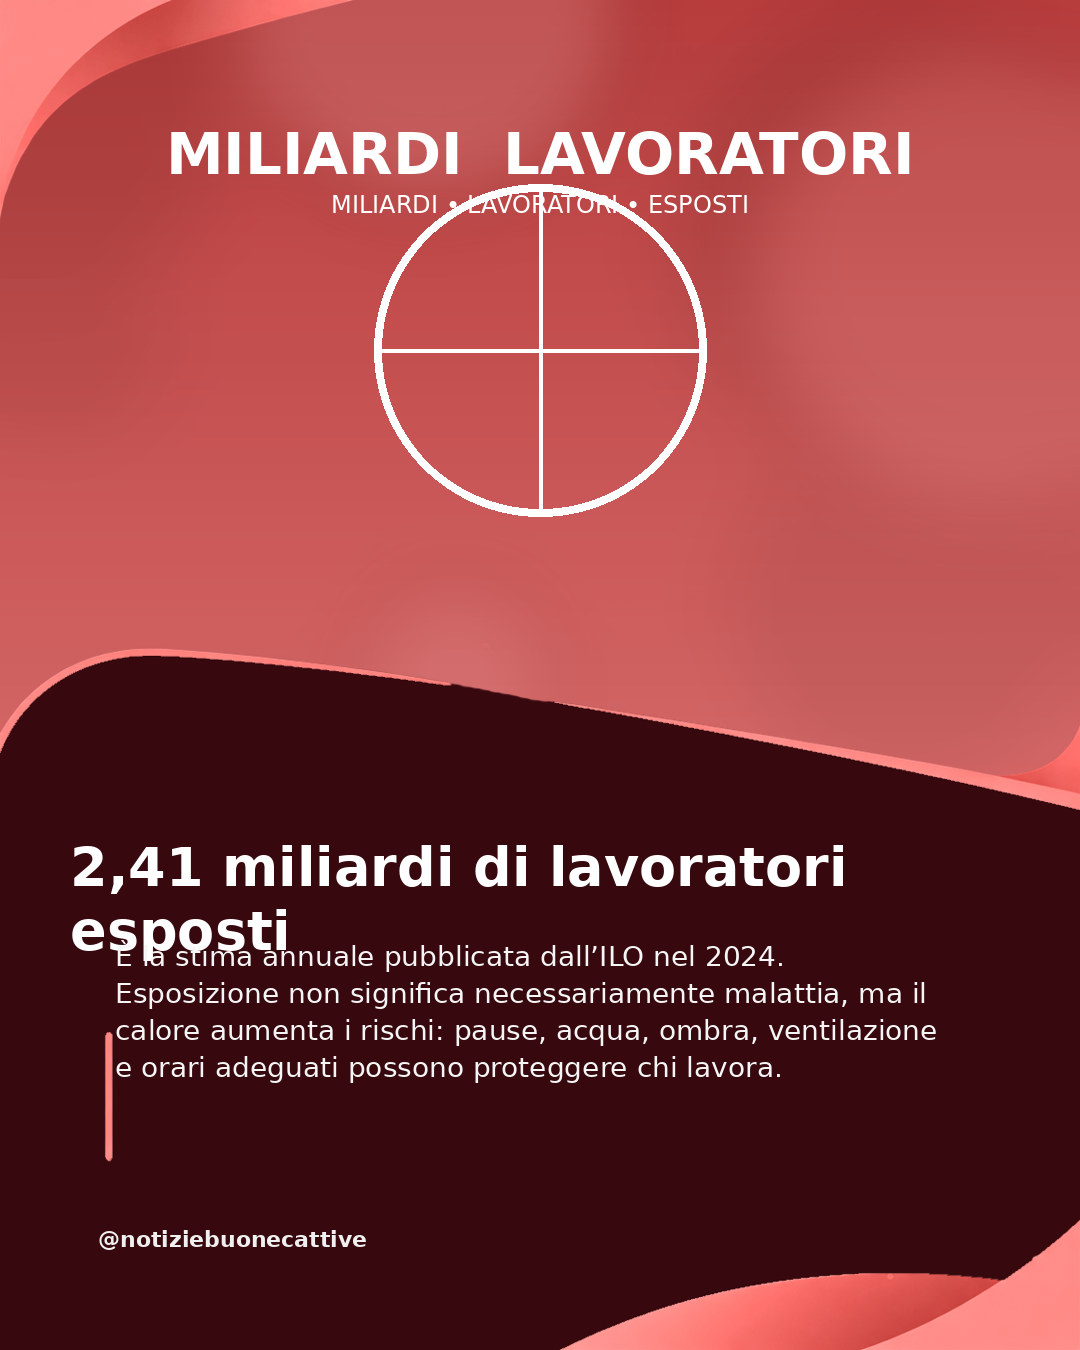 MILIARDI LAVORATORI
MILIARDI • LAVORATORI • ESPOSTI
2,41 miliardi di lavoratori
esposti
È la stima annuale pubblicata dall’ILO nel 2024.
Esposizione non significa necessariamente malattia, ma il
calore aumenta i rischi: pause, acqua, ombra, ventilazione
e orari adeguati possono proteggere chi lavora.
@notiziebuonecattive